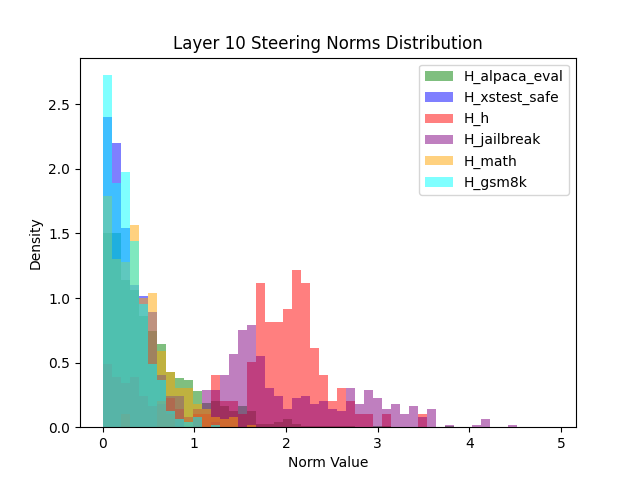 Layer 10 Steering Norms Distribution
H_alpaca_eval
H_xstest_safe
H_h
H_jailbreak
H_math
H_gsm8k
Density
2.5
2.0
1.5
1.0
0.5
0.0
0 1 2 3 4 5
Norm Value